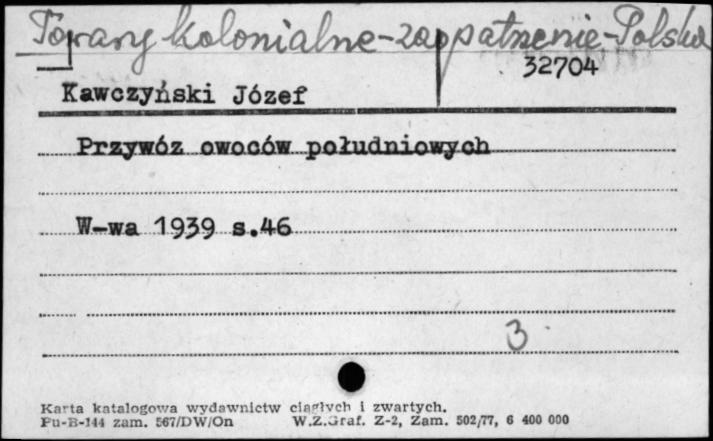 Towary kolonialne-zaopatrzenie-Polska
32704
Kawczyński Józef
Przywóz owoców południowych
W-wa 1939 s.46
3
Karta katalogowa wydawnictw ciągłych i zwartych.
Pu-B-144 zam. 567/DW/On W.Z.Graf. Z-2, Zam. 502/77, 6 400 000